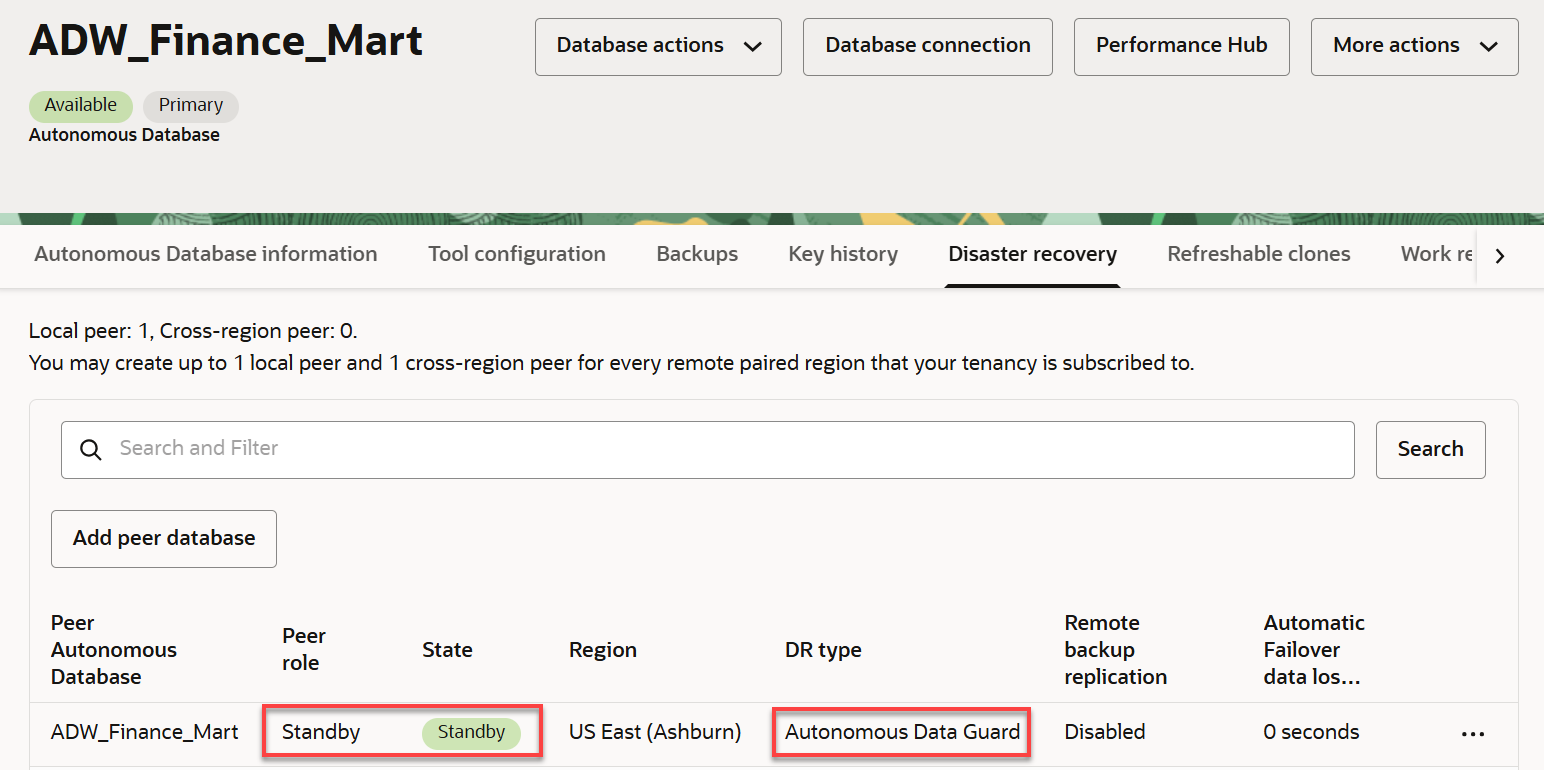 ADW_Finance_Mart
Database actions
Database connection
Performance Hub
More actions
Available
Primary
Autonomous Database
Autonomous Database information
Tool configuration
Backups
Key history
Disaster recovery
Refreshable clones
Work re
Local peer: 1, Cross-region peer: 0.
You may create up to 1 local peer and 1 cross-region peer for every remote paired region that your tenancy is subscribed to.
Search and Filter
Search
Add peer database
Peer
Autonomous
Database
Peer
role
State
Region
DR type
Remote
backup
replication
Automatic
Failover
data los...
ADW_Finance_Mart
Standby
Standby
US East (Ashburn)
Autonomous Data Guard
Disabled
0 seconds